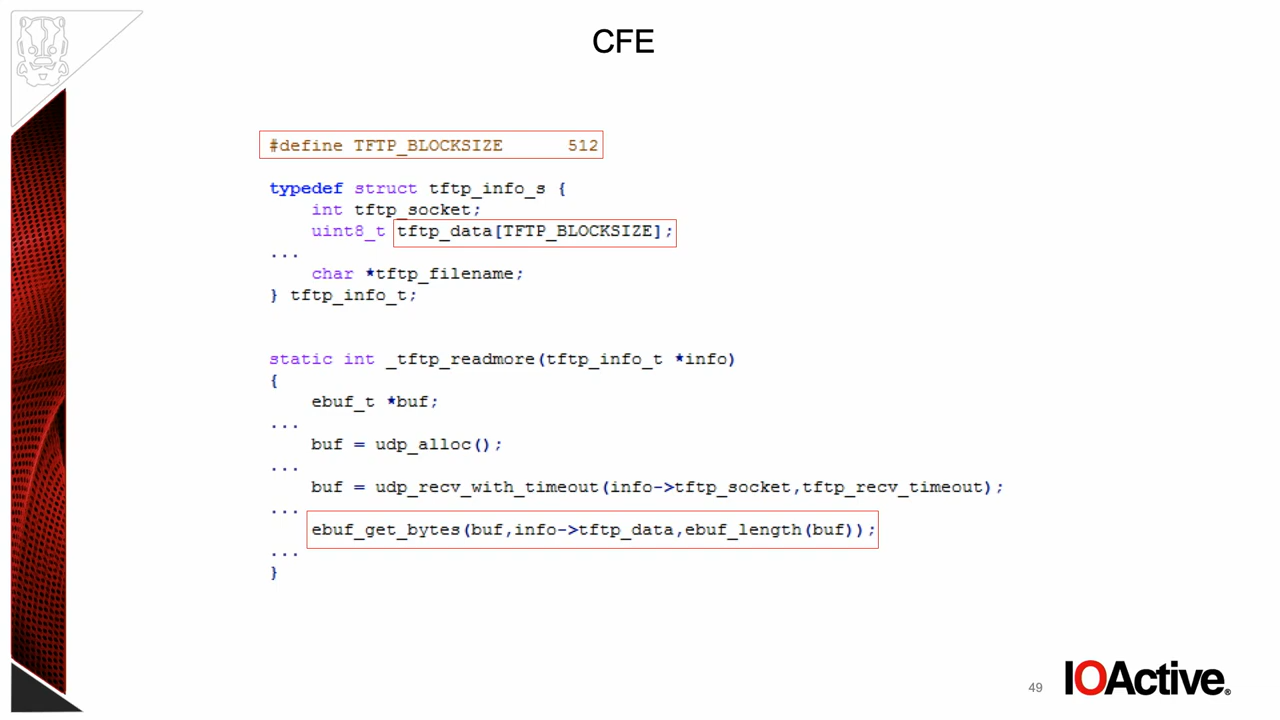 CFE
#define TFTP_BLOCKSIZE 512
typedef struct tftp_info_s {
int tftp_socket;
uint8_t tftp_data[TFTP_BLOCKSIZE];
...
char *tftp_filename;
} tftp_info_t;
static int _tftp_readmore(tftp_info_t *info)
{
ebuf_t *buf;
...
buf = udp_alloc();
...
buf = udp_recv_with_timeout(info->tftp_socket,tftp_recv_timeout);
...
ebuf_get_bytes(buf,info->tftp_data,ebuf_length(buf));
...
}
49
IOActive®